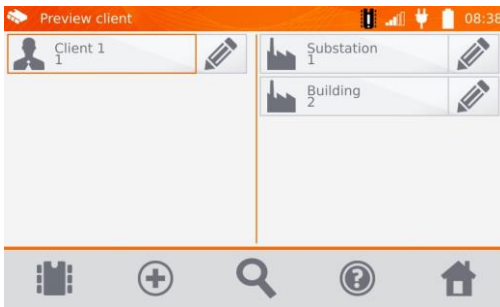 Preview client
08:38
Client 1
1
Substation
1
Building
2